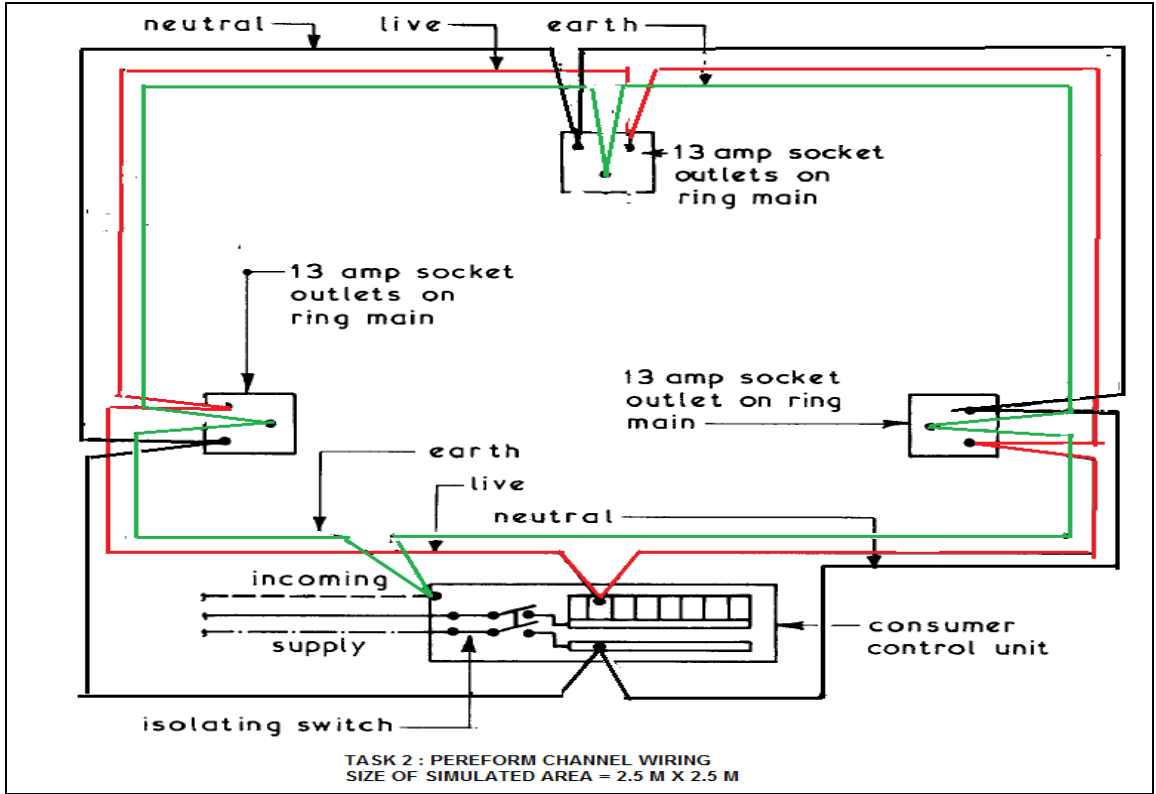 neutral
live
earth
13 amp socket
outlets on
ring main
13 amp socket
outlets on
ring main
13 amp socket
outlet on ring
main
earth
live
neutral
incoming
supply
consumer
control unit
isolating switch
TASK 2 : PEREFORM CHANNEL WIRING
SIZE OF SIMULATED AREA = 2.5 M X 2.5 M